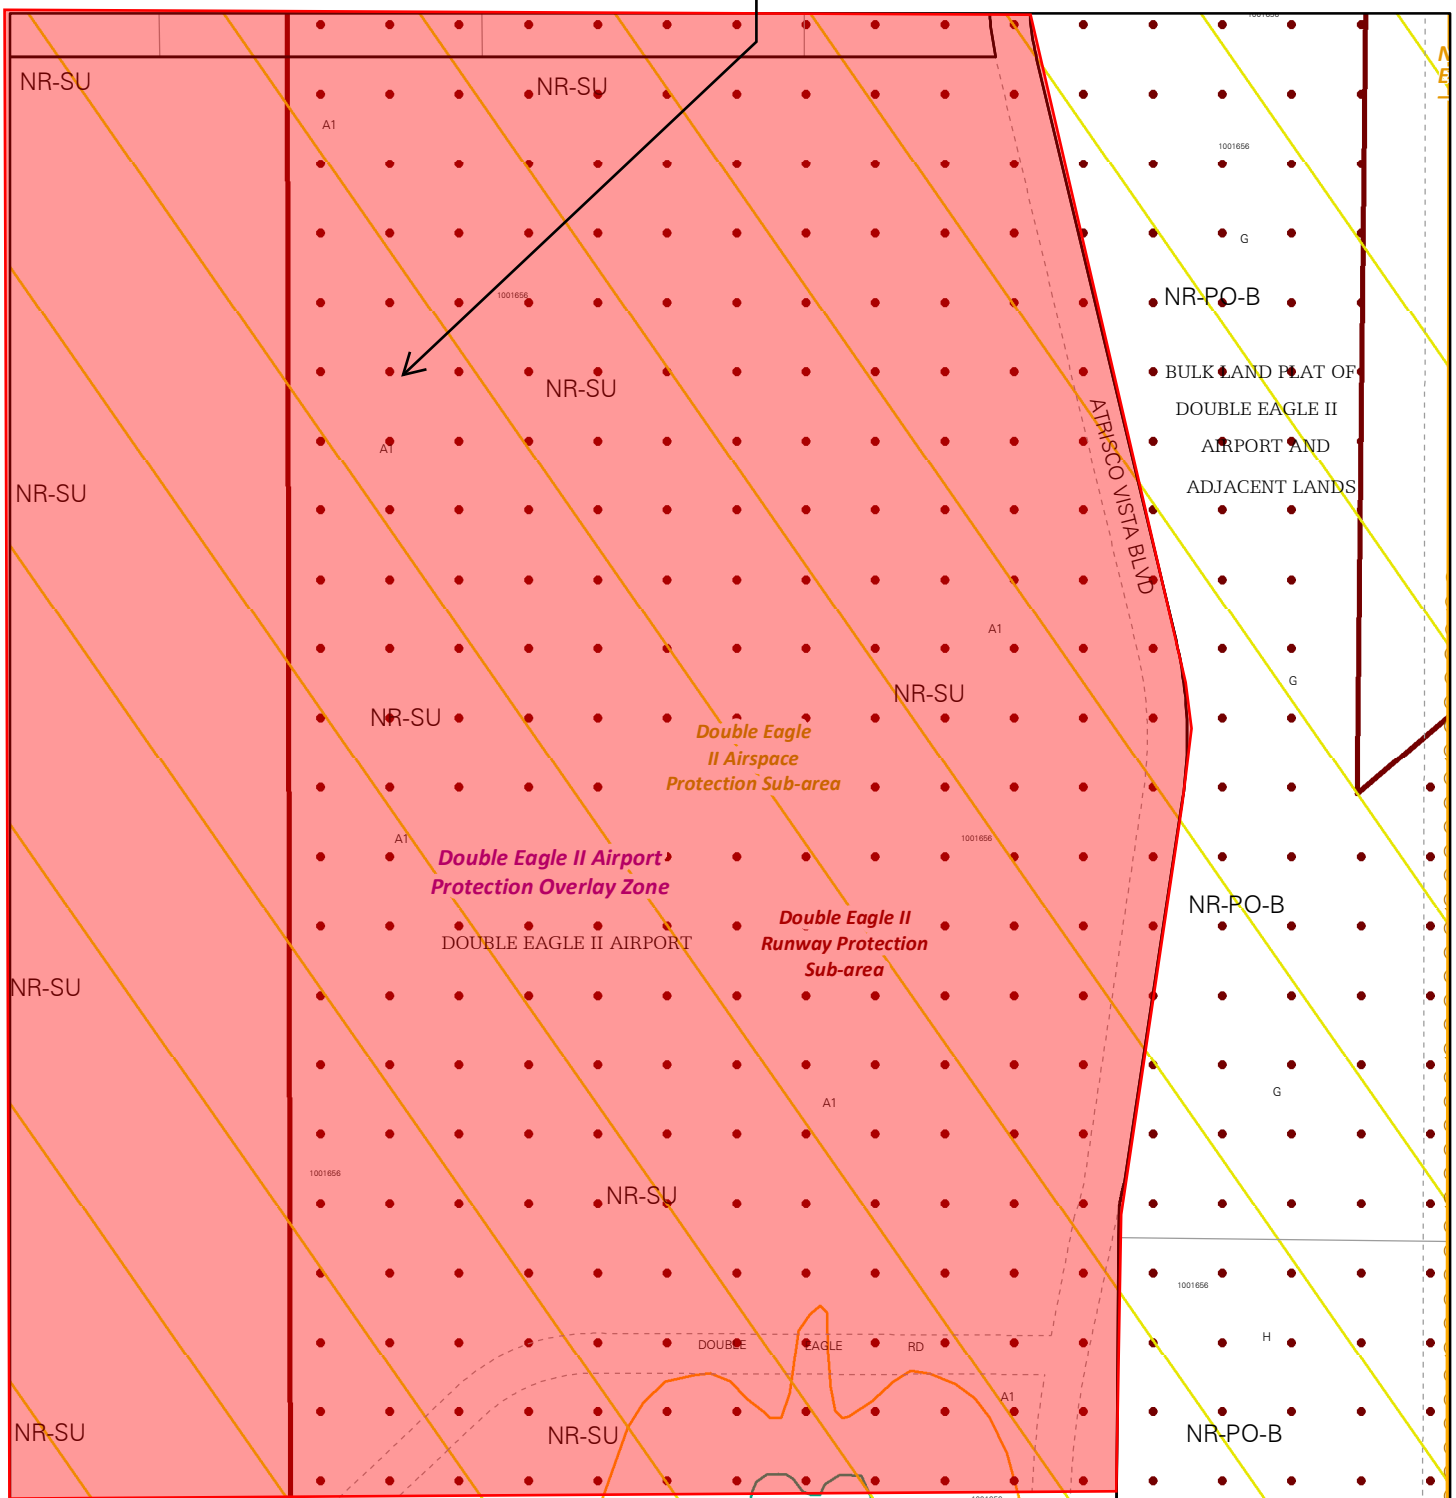 1001656
NR-SU
NR-SU
A1
1001656
G
1001656
NR-PO-B
NR-SU
BULK LAND PLAT OF
DOUBLE EAGLE II
AIRPORT AND
ADJACENT LANDS
ATRISCO VISTA BLVD
A1
NR-SU
A1
G
NR-SU
NR-SU
Double Eagle
II Airspace
Protection Sub-area
A1
1001656
Double Eagle II Airport
Protection Overlay Zone
NR-PO-B
Double Eagle II
Runway Protection
Sub-area
DOUBLE EAGLE II AIRPORT
NR-SU
G
A1
1001656
NR-SU
1001656
H
DOUBLE EAGLE RD
A1
NR-SU
NR-SU
NR-PO-B